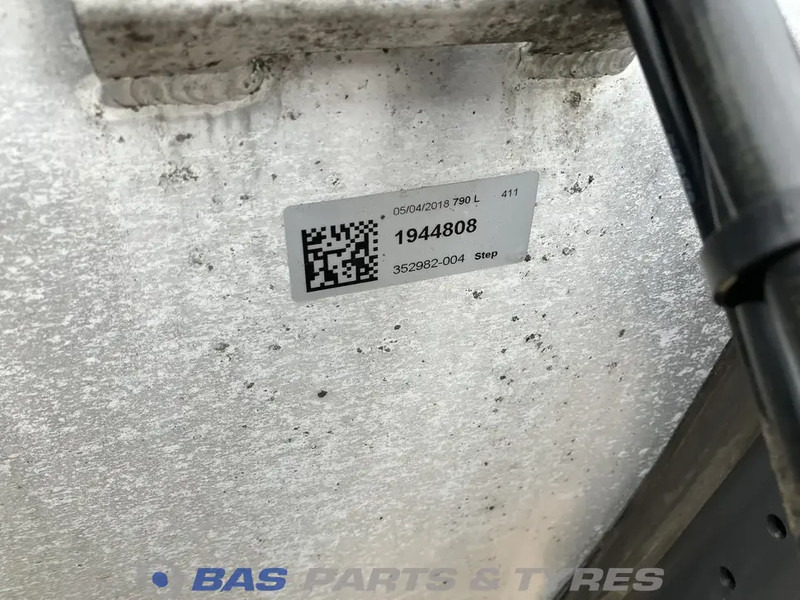 05/04/2018 790 L 411
1944808
352982-004 Step
BAS PARTS & TYRES